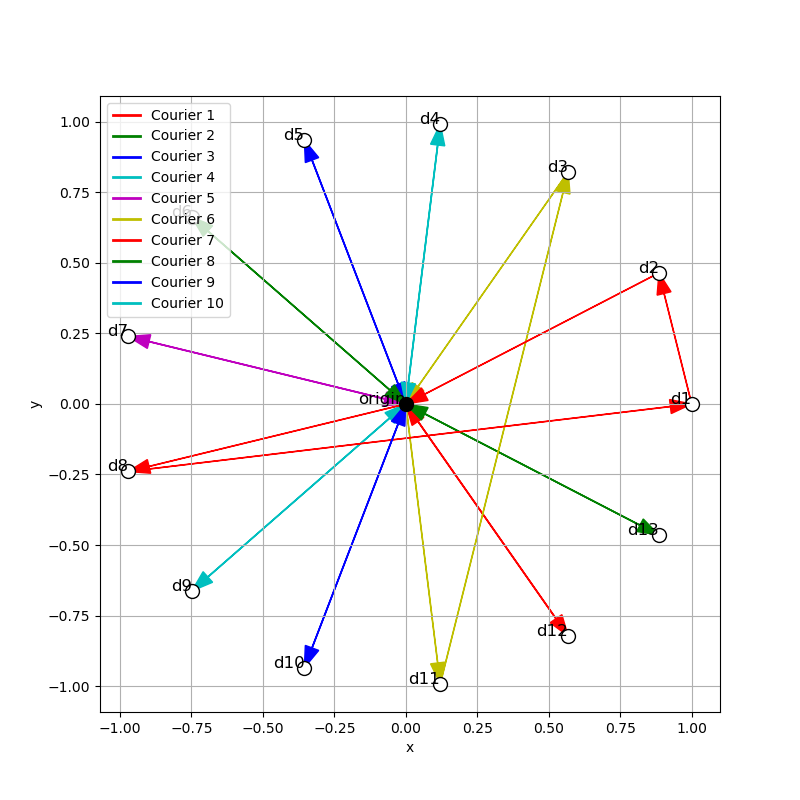 Courier 1
Courier 2
Courier 3
Courier 4
Courier 5
Courier 6
Courier 7
Courier 8
Courier 9
Courier 10
d4
d5
d3
d6
d2
d7
origin
d1
d8
d13
d9
d12
d10
d11
1.00
0.75
0.50
0.25
0.00
−0.25
−0.50
−0.75
−1.00
y
−1.00 −0.75 −0.50 −0.25 0.00 0.25 0.50 0.75 1.00
x